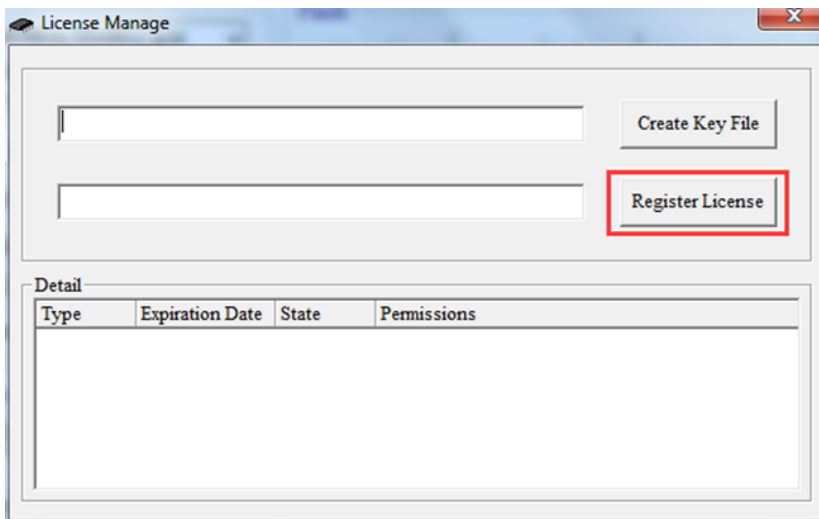 License Manage
Create Key File
Register License
Detail
Type Expiration Date State Permissions